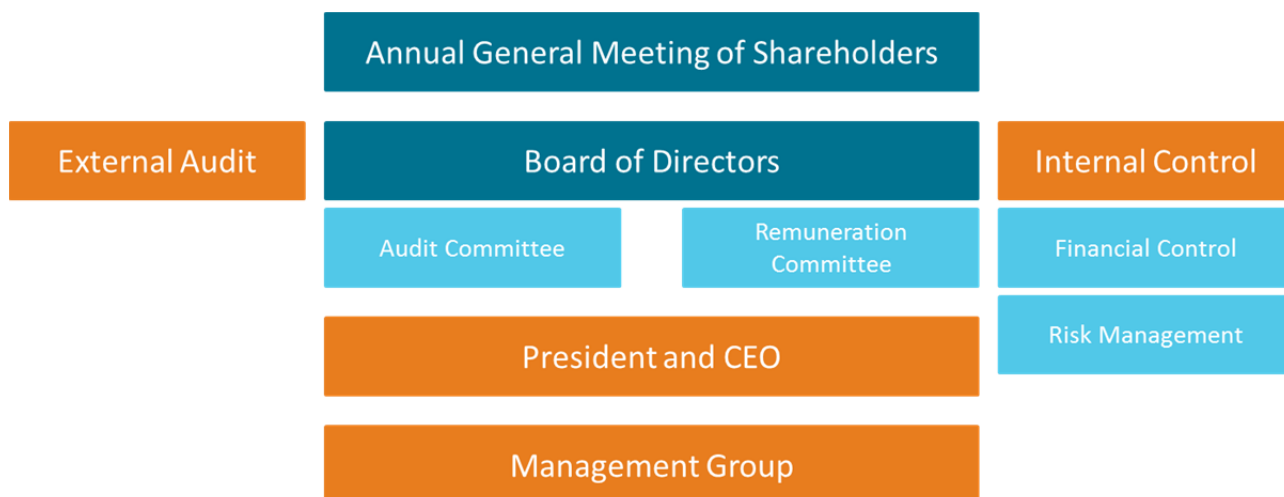 Annual General Meeting of Shareholders
External Audit
Board of Directors
Internal Control
Audit Committee
Remuneration
Committee
Financial Control
Risk Management
President and CEO
Management Group